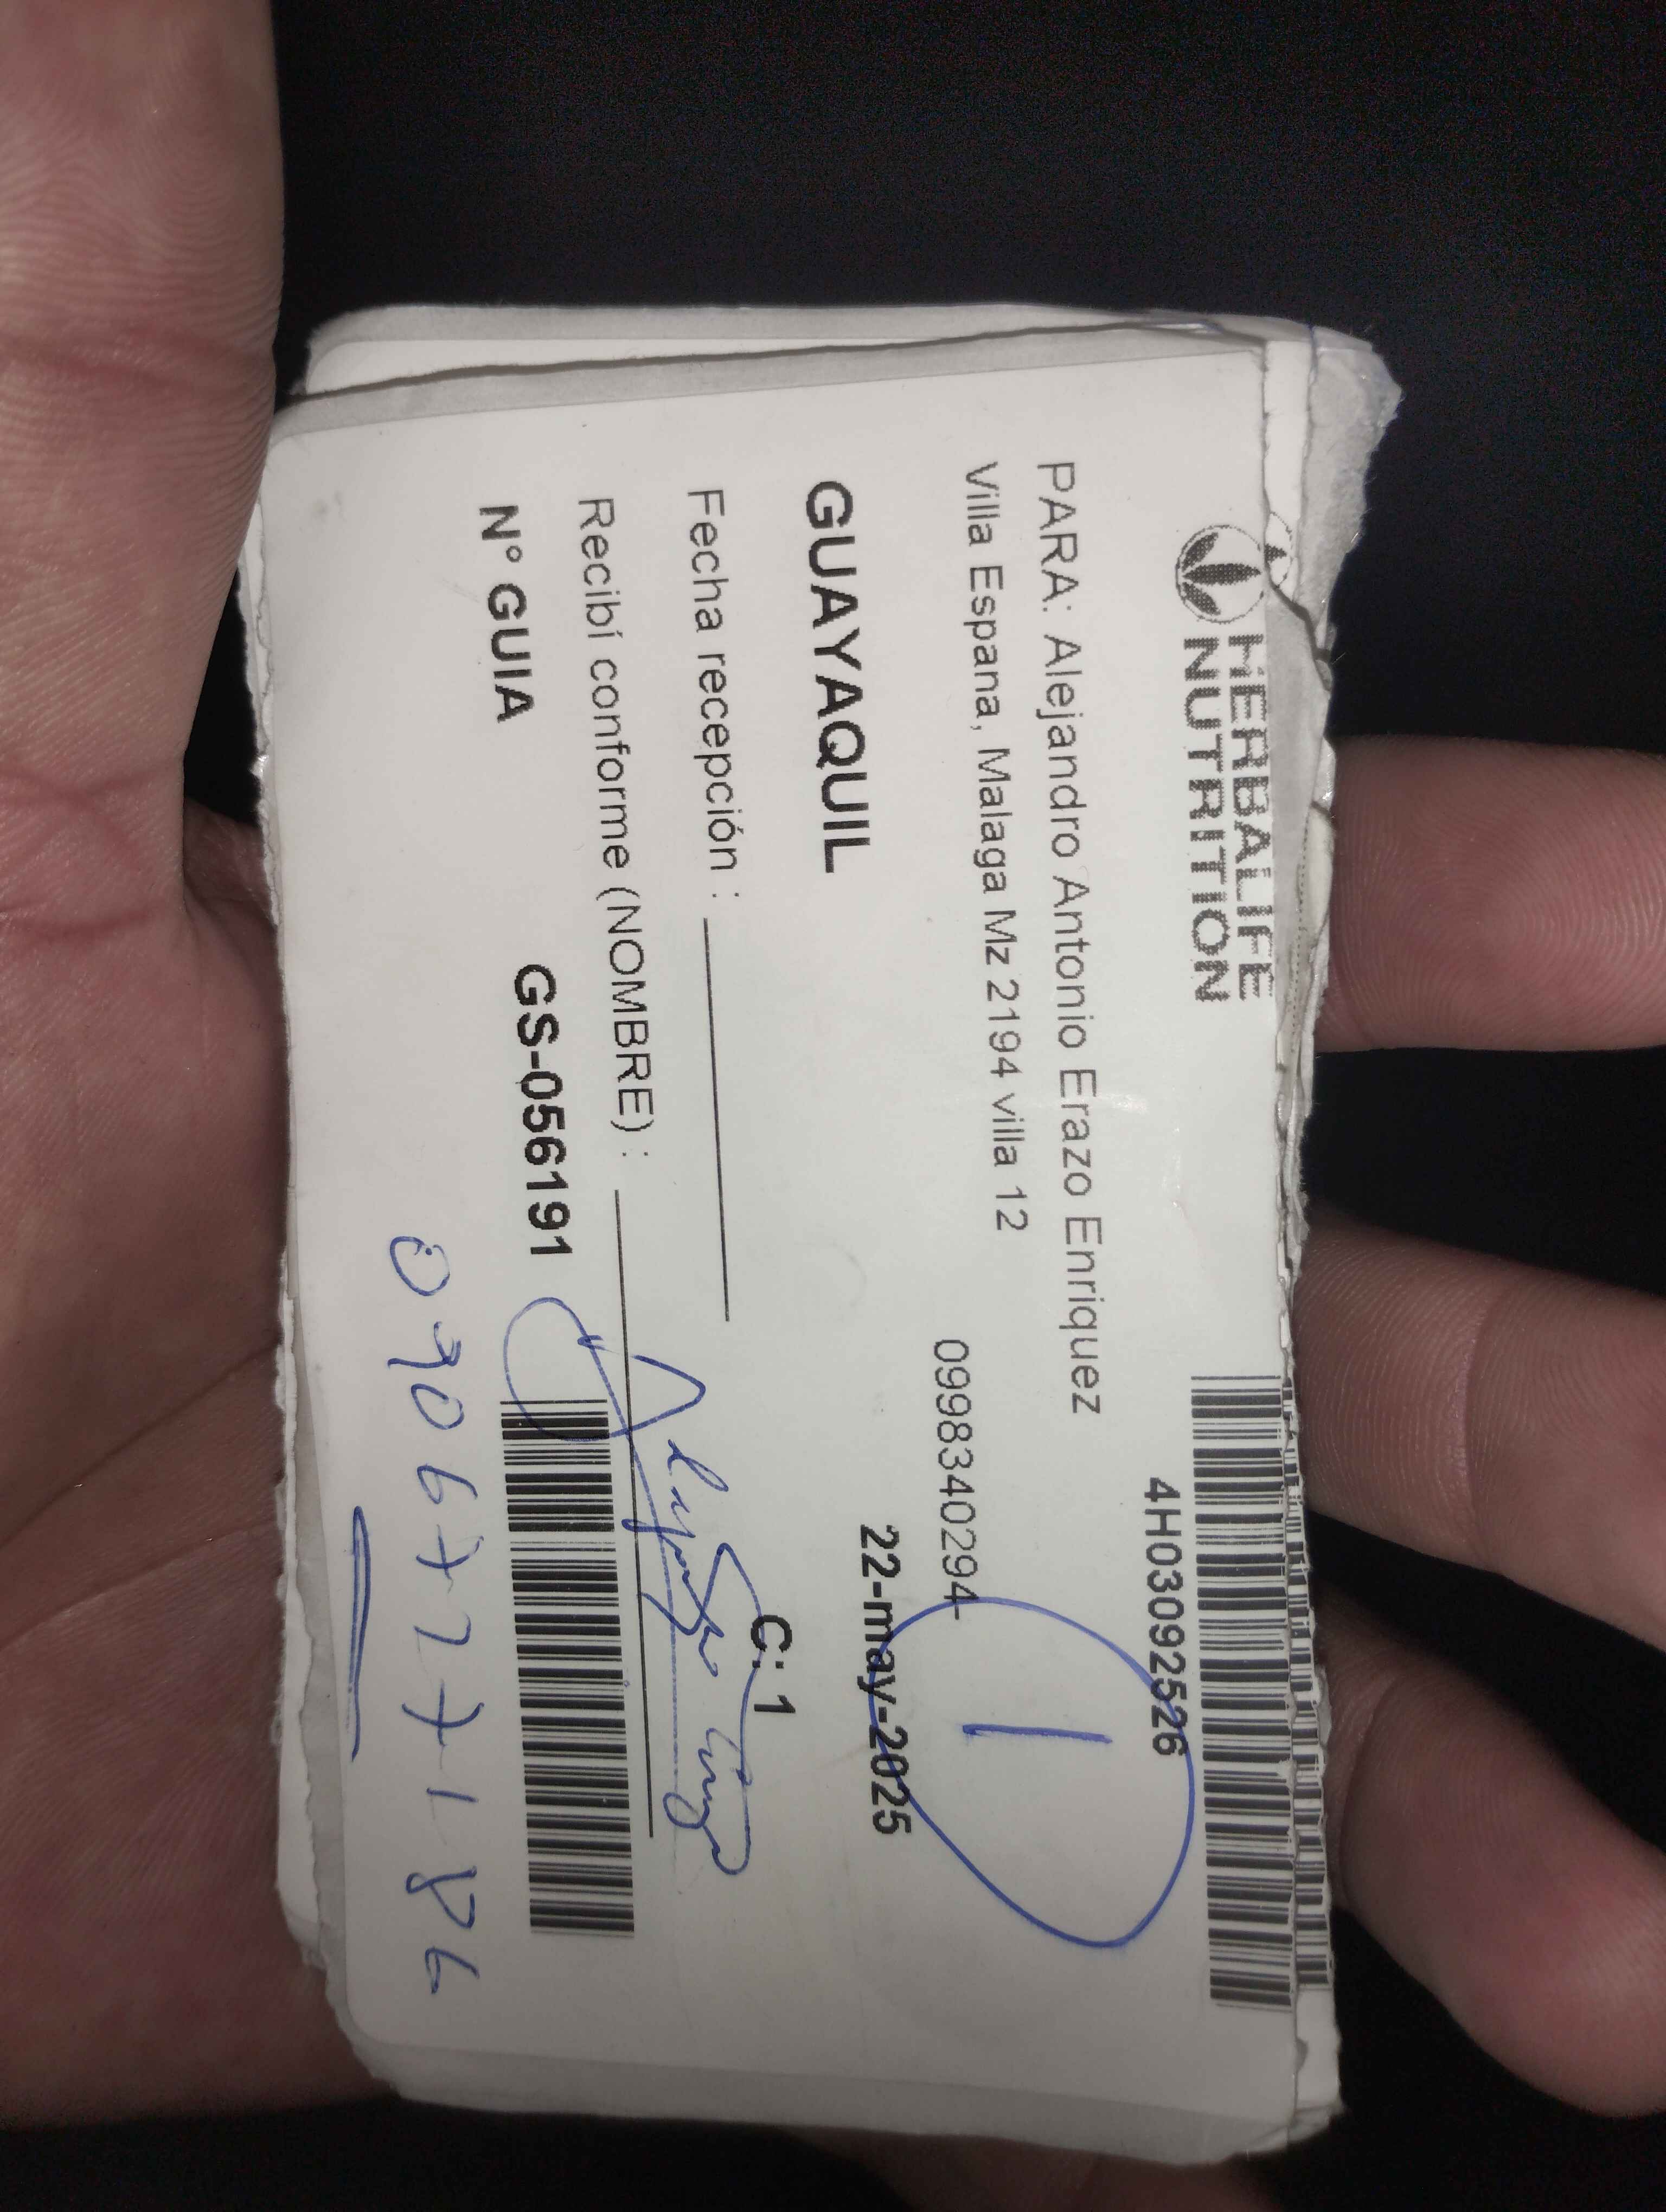 HERBALIFE
NUTRITION
4H03092526
PARA: Alejandro Antonio Erazo Enriquez
Villa Espana, Malaga Mz 2194 villa 12
0998340294-
1
GUAYAQUIL
22-may-2025
Fecha recepción :
C: 1
Recibí conforme (NOMBRE) :
N° GUIA GS-056191